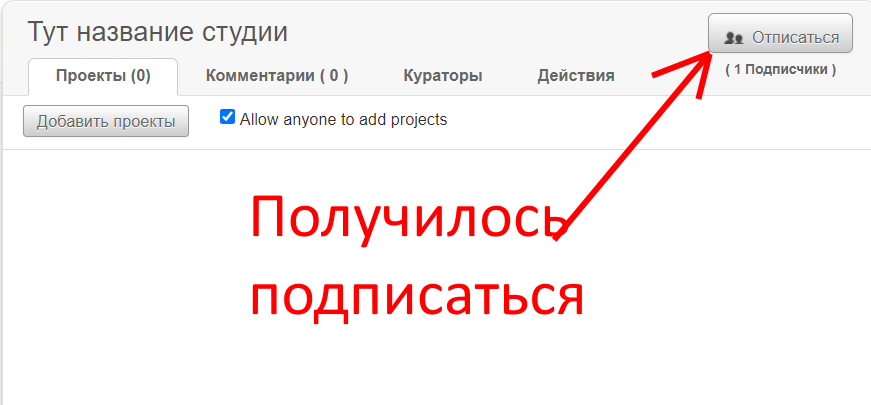 Тут название студии
Отписаться
Проекты (0)
Комментарии ( 0 )
Кураторы
Действия
( 1 Подписчики )
Добавить проекты
Allow anyone to add projects
Получилось
подписаться